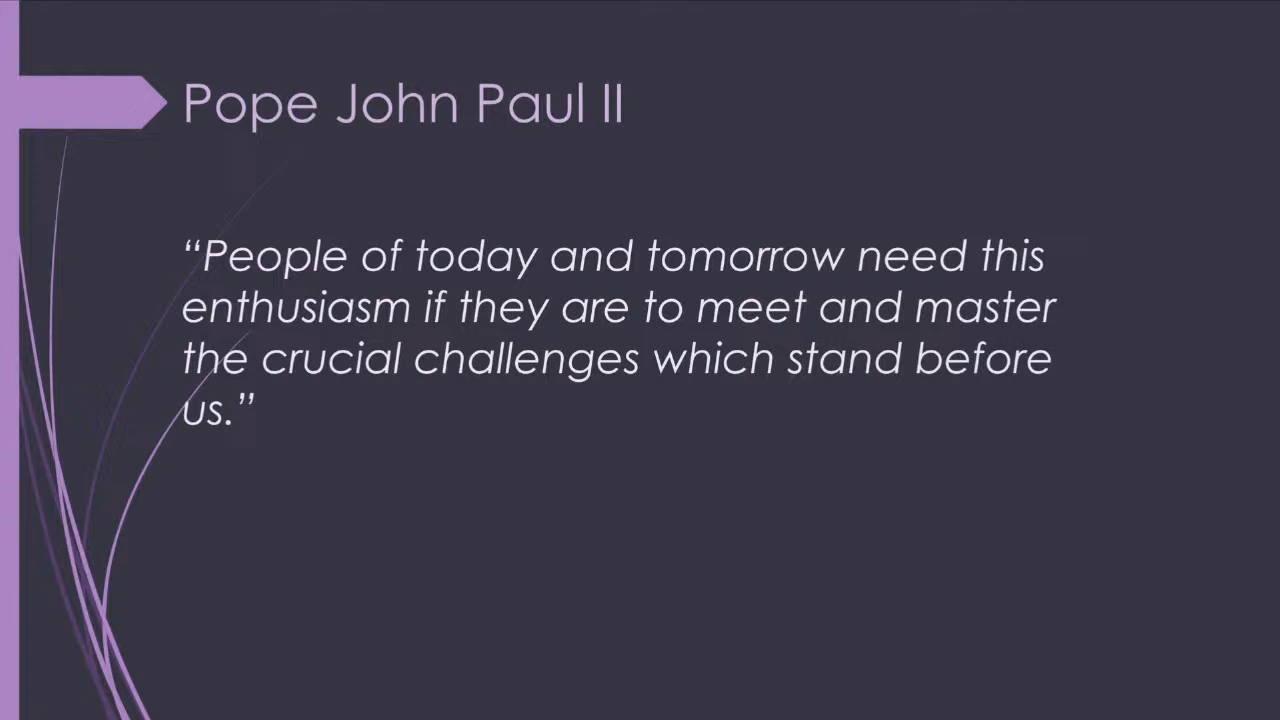 Pope John Paul II
“People of today and tomorrow need this
enthusiasm if they are to meet and master
the crucial challenges which stand before
us.”